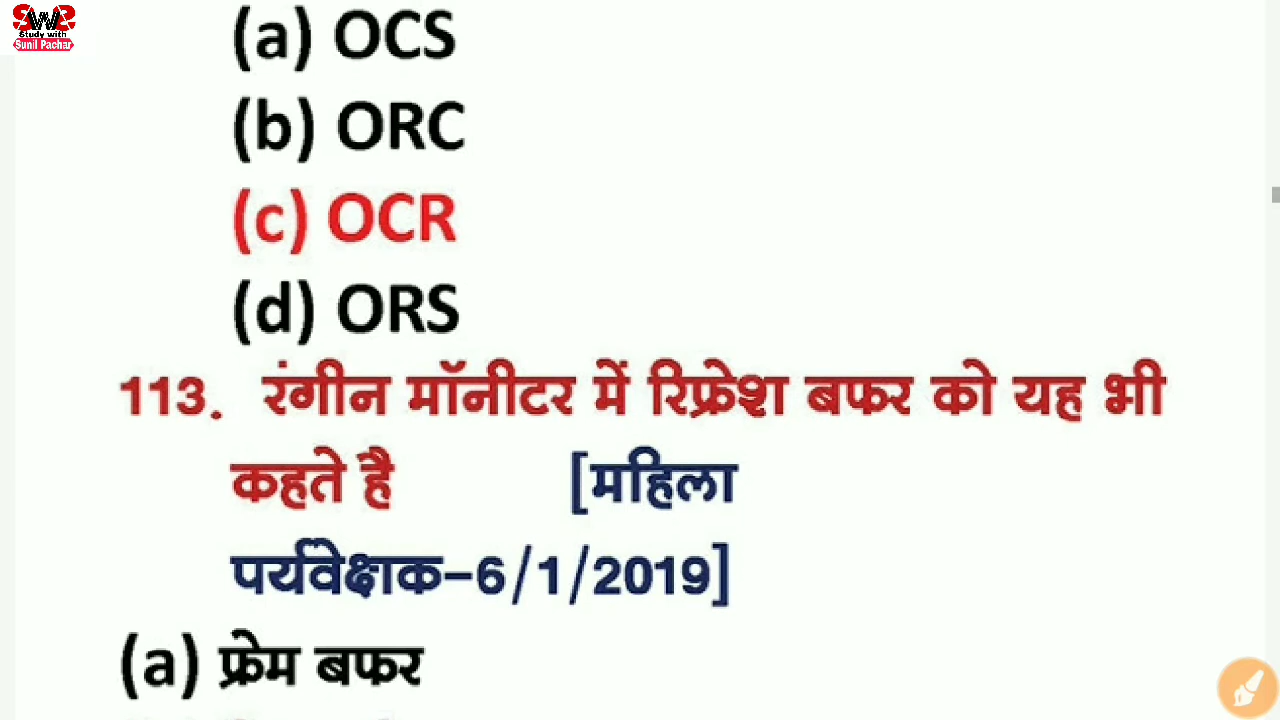 SWS
Study with
Sunil Pachar
(a) OCS
(b) ORC
(c) OCR
(d) ORS
113. रंगीन मॉनीटर में रिफ्रेश बफर को यह भी
कहते है [महिला
पर्यवेक्षक-6/1/2019]
(a) फ्रेम बफर